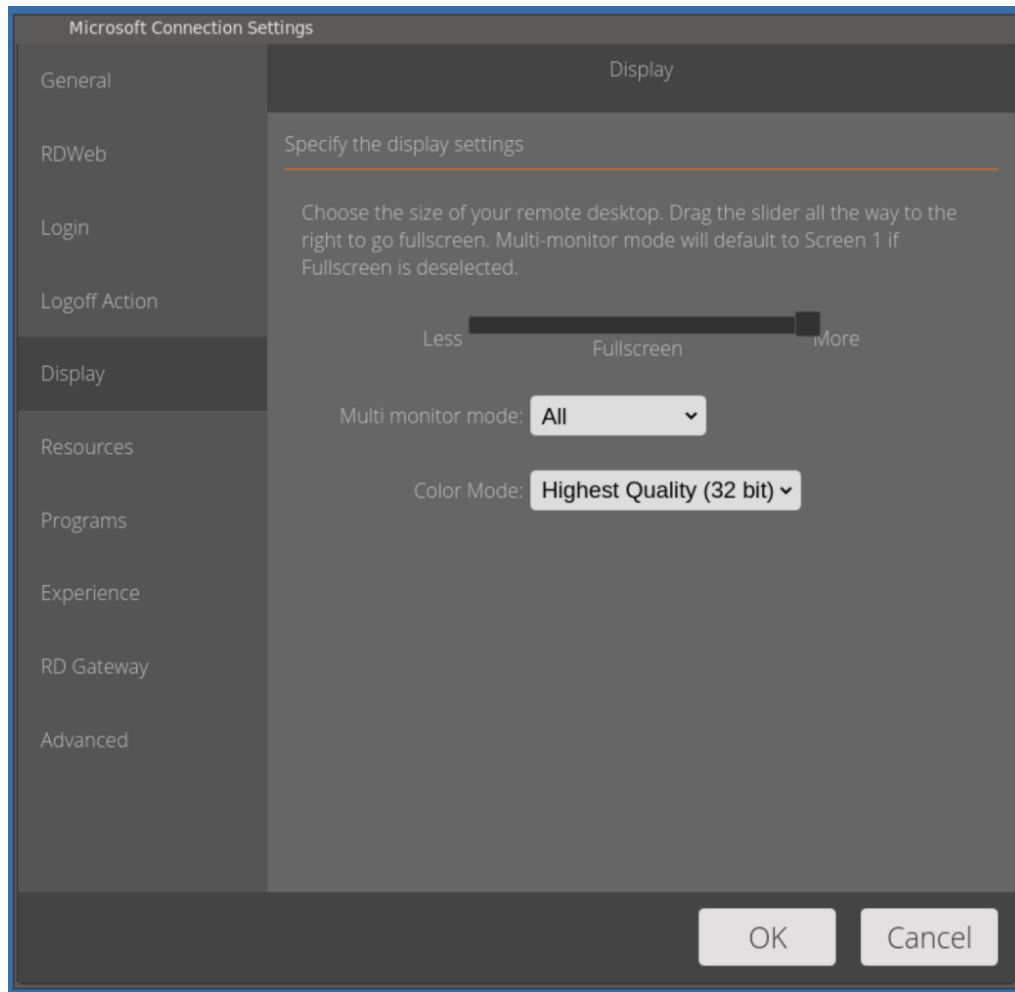 Microsoft Connection Settings
General
RDWeb
Login
Logoff Action
Display
Resources
Programs
Experience
RD Gateway
Advanced
Display
Specify the display settings
Choose the size of your remote desktop. Drag the slider all the way to the
right to go fullscreen. Multi-monitor mode will default to Screen 1 if
Fullscreen is deselected.
Less
More
Fullscreen
Multi monitor mode: All
Color Mode: Highest Quality (32 bit)
OK
Cancel